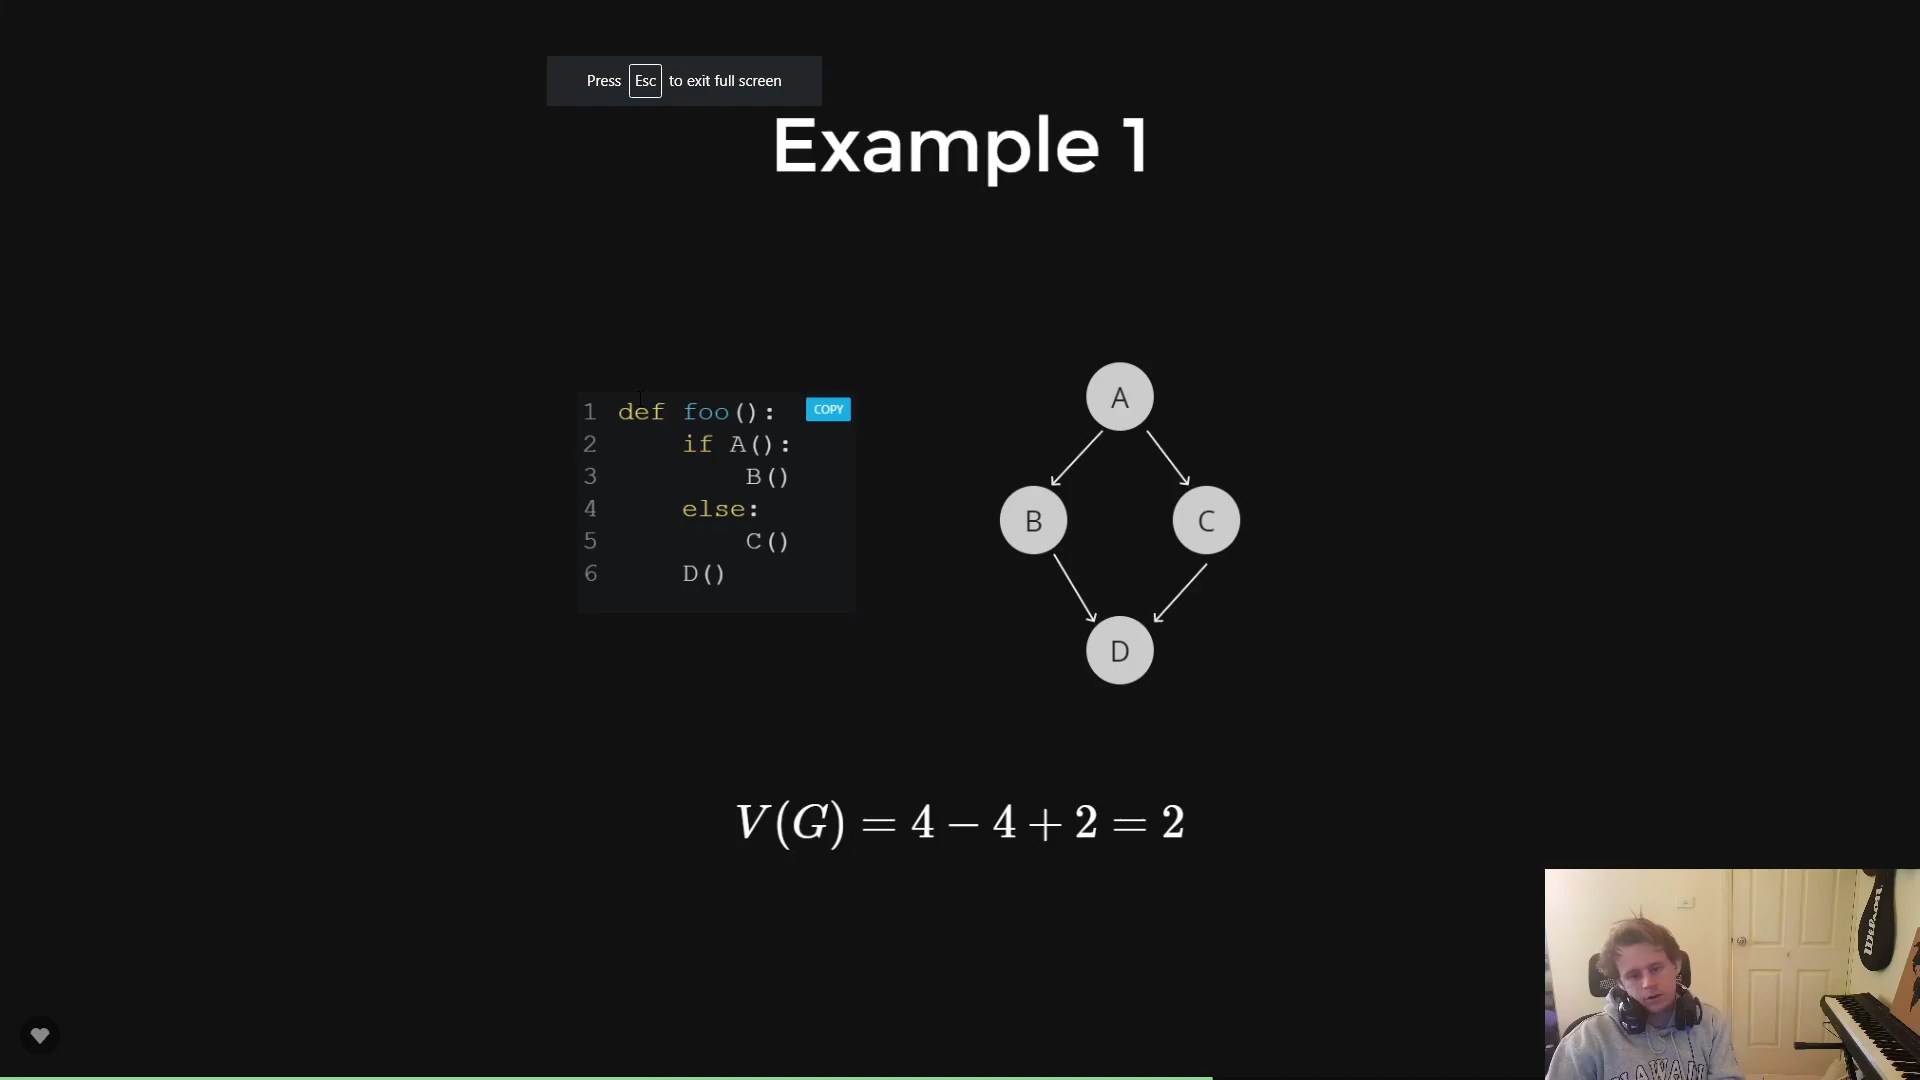 Press Esc to exit full screen
Example 1
1 def foo():
COPY
2 if A():
3 B()
4 else:
5 C()
6 D()
A
B
C
D
V(G) = 4 − 4 + 2 = 2
Wilson